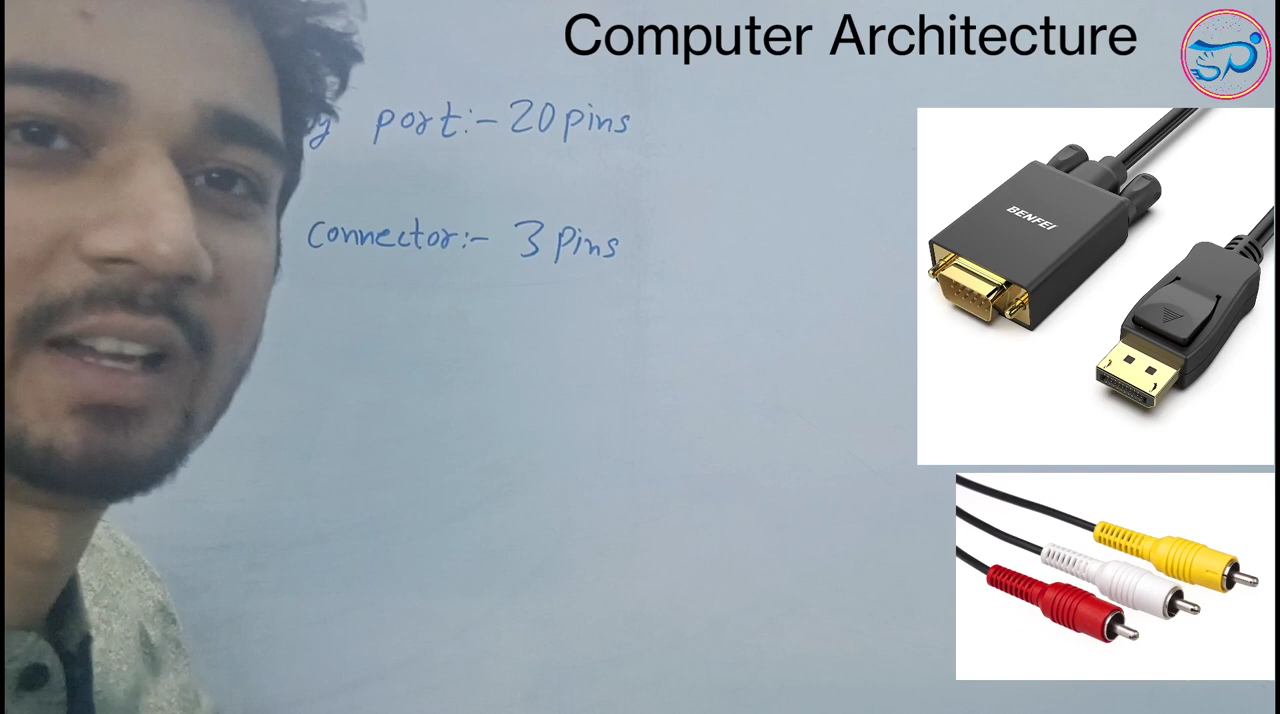 Computer Architecture
y port:- 20 pins
connector:- 3 Pins
BENFEI